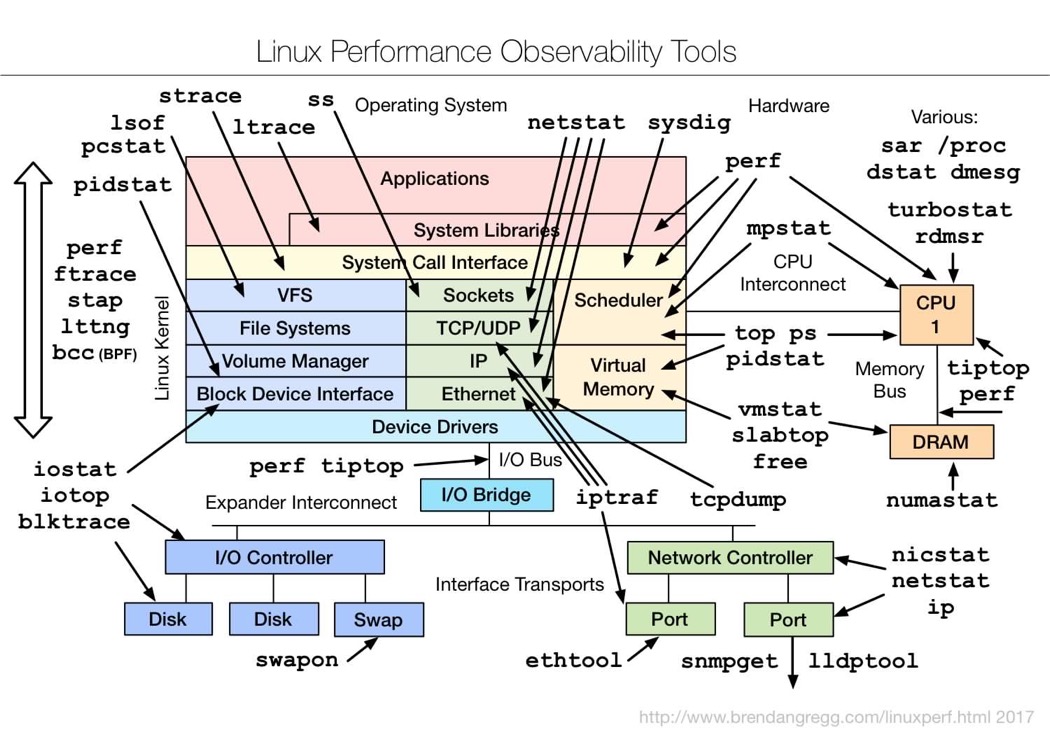 Linux Performance Observability Tools
strace
ss
Operating System
Hardware
Various:
lsof
pcstat
ltrace
netstat
sysdig
sar /proc
dstat dmesg
perf
pidstat
Applications
turbostat
rdmsr
System Libraries
mpstat
perf
ftrace
stap
lttng
bcc (BPF)
Linux Kernel
System Call Interface
CPU
Interconnect
VFS
Sockets
Scheduler
CPU
1
File Systems
TCP/UDP
top ps
pidstat
Volume Manager
IP
Virtual
Memory
Memory
Bus
tiptop
perf
Block Device Interface
Ethernet
vmstat
slabtop
free
Device Drivers
DRAM
iostat
iotop
blktrace
perf tiptop
I/O Bus
Expander Interconnect
I/O Bridge
iptraf
tcpdump
numastat
I/O Controller
Network Controller
nicstat
netstat
ip
Interface Transports
Disk
Disk
Swap
Port
Port
swapon
ethtool
snmpget
lldptool
http://www.brendangregg.com/linuxperf.html 2017